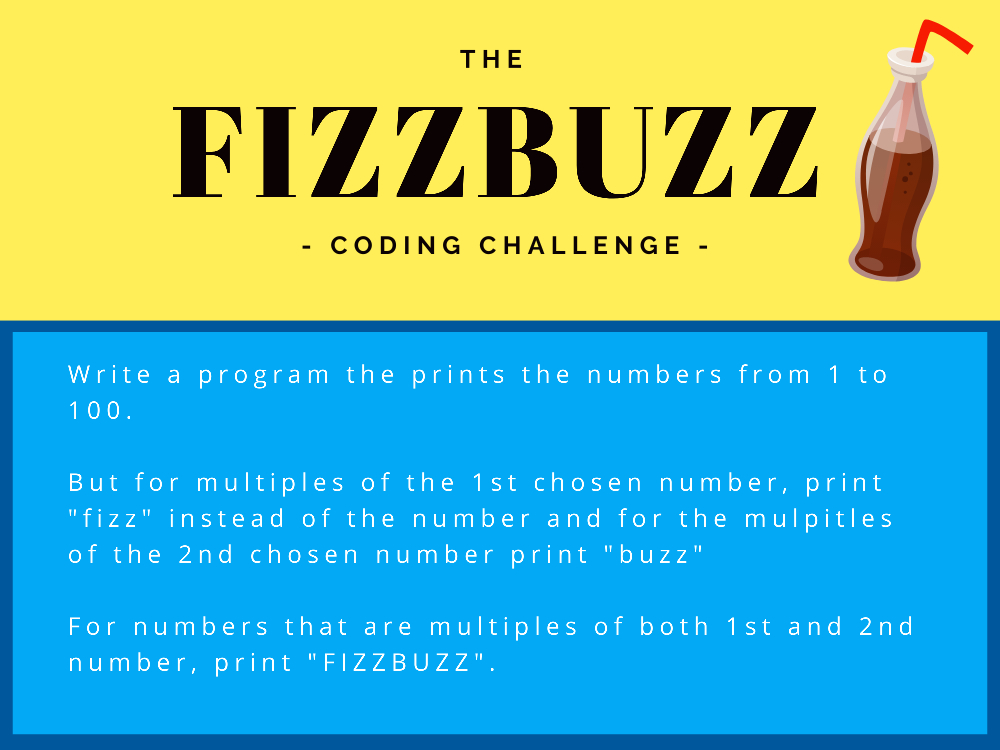 THE
FIZZBUZZ
- CODING CHALLENGE -
Write a program the prints the numbers from 1 to
100.
But for multiples of the 1st chosen number, print
"fizz" instead of the number and for the mulpitles
of the 2nd chosen number print "buzz"
For numbers that are multiples of both 1st and 2nd
number, print "FIZZBUZZ".